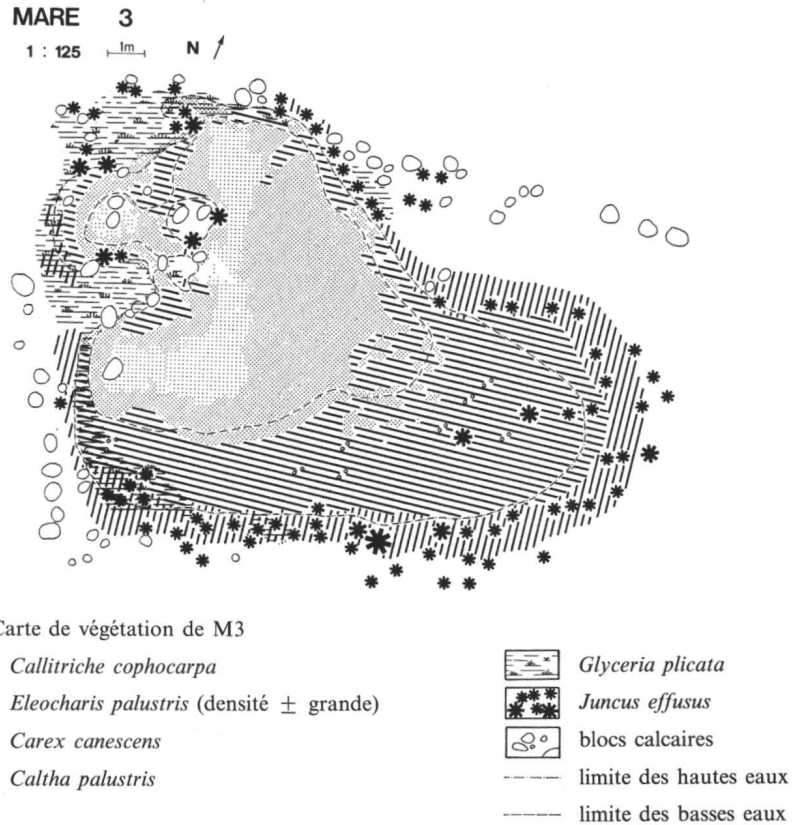 MARE 3
1 : 125 1m N
Carte de végétation de M3
Callitriche cophocarpa
Eleocharis palustris (densité ± grande)
Carex canescens
Caltha palustris
Glyceria plicata
Juncus effusus
blocs calcaires
limite des hautes eaux
limite des basses eaux